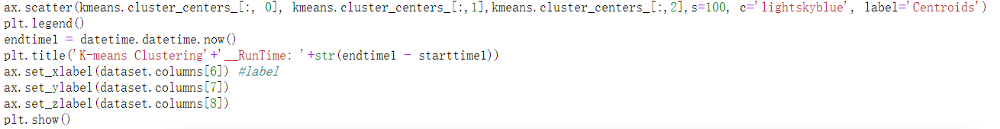 ax.scatter(kmeans.cluster_centers_[:, 0], kmeans.cluster_centers_[:,1],kmeans.cluster_centers_[:,2],s=100, c='lightskyblue', label='Centroids')
plt.legend()
endtime1 = datetime.datetime.now()
plt.title('K-means Clustering'+'__RunTime: '+str(endtime1 - starttime1))
ax.set_xlabel(dataset.columns[6]) #label
ax.set_ylabel(dataset.columns[7])
ax.set_zlabel(dataset.columns[8])
plt.show()